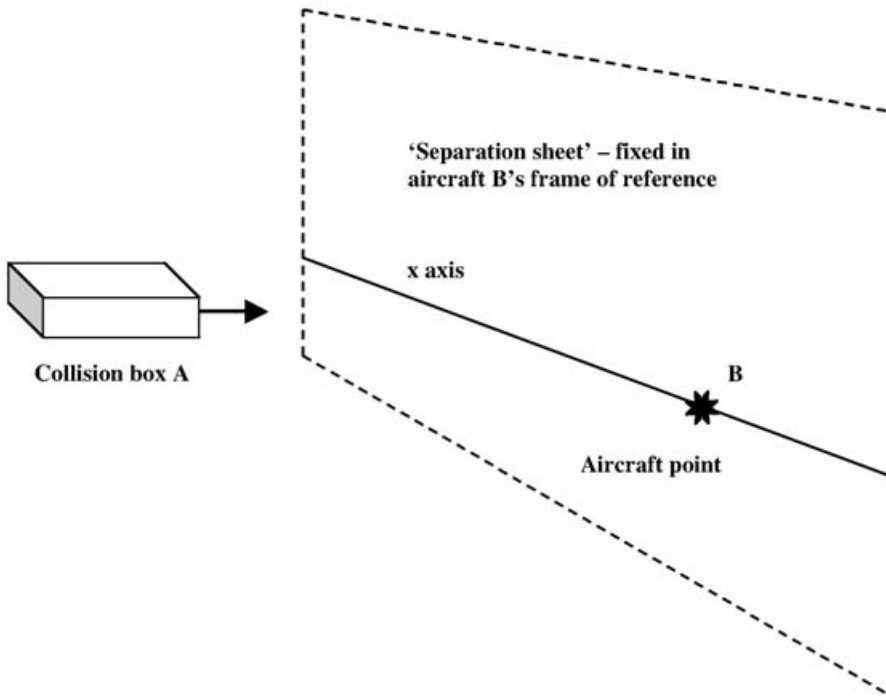 ‘Separation sheet’ – fixed in
aircraft B’s frame of reference
x axis
Collision box A
B
Aircraft point